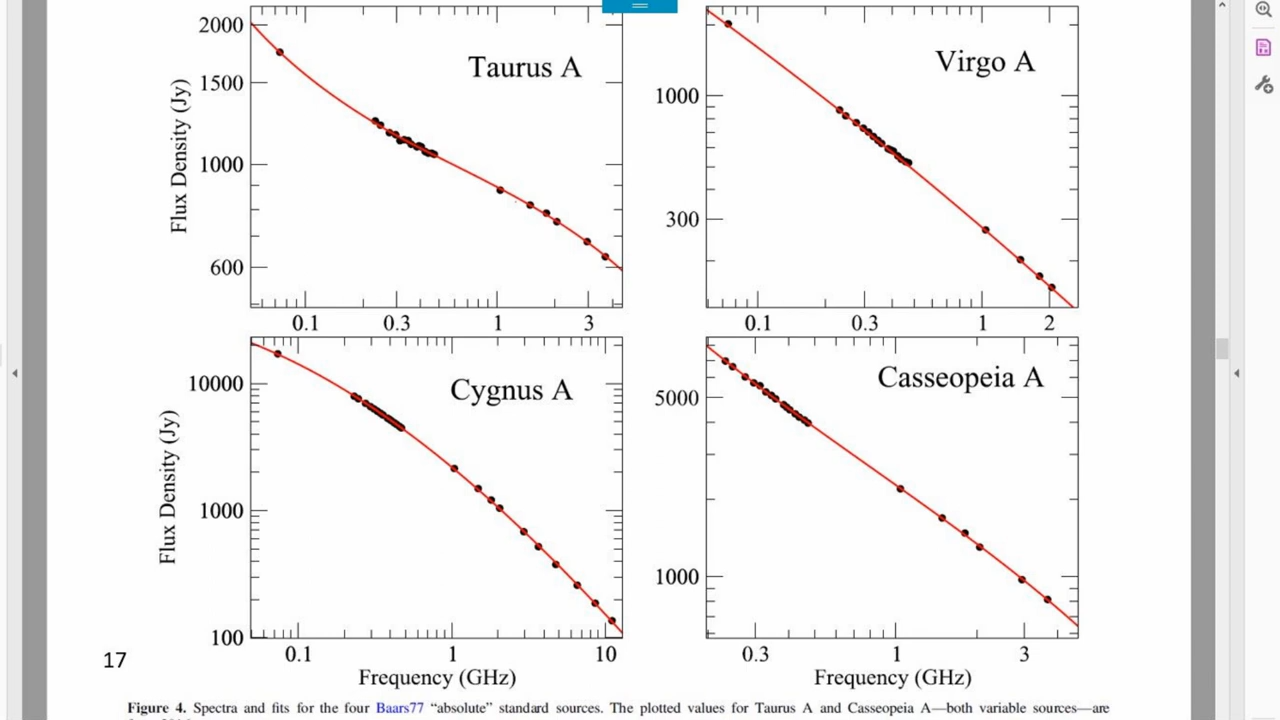 2000
1500
1000
600
Flux Density (Jy)
Taurus A
0.1 0.3 1 3
1000
300
Virgo A
0.1 0.3 1 2
10000
1000
100
Flux Density (Jy)
Cygnus A
0.1 1 10
Frequency (GHz)
5000
1000
Casseopeia A
0.3 1 3
Frequency (GHz)
17
Figure 4. Spectra and fits for the four Baars77 “absolute” standard sources. The plotted values for Taurus A and Casseopeia A—both variable sources—are